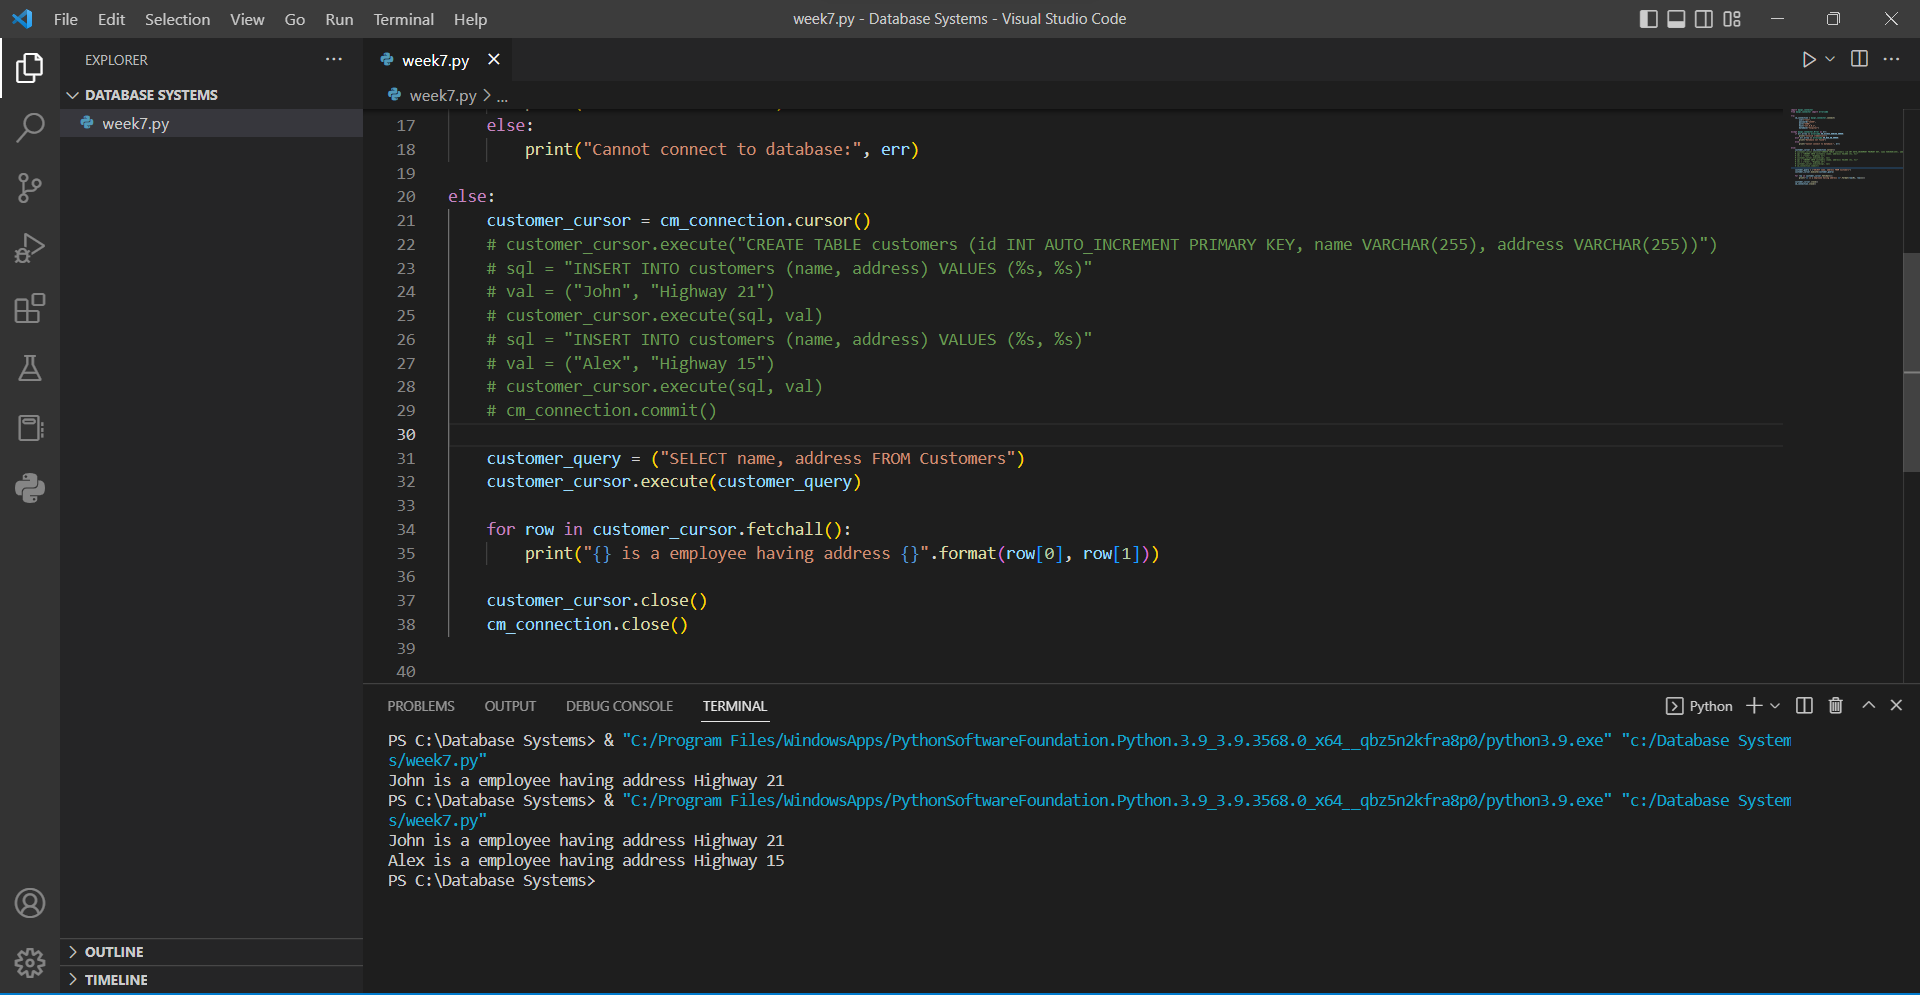 File Edit Selection View Go Run Terminal Help
week7.py - Database Systems - Visual Studio Code
EXPLORER
DATABASE SYSTEMS
week7.py
OUTLINE
TIMELINE
week7.py
week7.py > ...
17 else:
18 print("Cannot connect to database:", err)
19
20 else:
21 customer_cursor = cm_connection.cursor()
22 # customer_cursor.execute("CREATE TABLE customers (id INT AUTO_INCREMENT PRIMARY KEY, name VARCHAR(255), address VARCHAR(255))")
23 # sql = "INSERT INTO customers (name, address) VALUES (%s, %s)"
24 # val = ("John", "Highway 21")
25 # customer_cursor.execute(sql, val)
26 # sql = "INSERT INTO customers (name, address) VALUES (%s, %s)"
27 # val = ("Alex", "Highway 15")
28 # customer_cursor.execute(sql, val)
29 # cm_connection.commit()
30
31 customer_query = ("SELECT name, address FROM Customers")
32 customer_cursor.execute(customer_query)
33
34 for row in customer_cursor.fetchall():
35 print("{} is a employee having address {}".format(row[0], row[1]))
36
37 customer_cursor.close()
38 cm_connection.close()
39
40
PROBLEMS OUTPUT DEBUG CONSOLE TERMINAL
Python
PS C:\Database Systems> & "C:/Program Files/WindowsApps/PythonSoftwareFoundation.Python.3.9_3.9.3568.0_x64__qbz5n2kfra8p0/python3.9.exe" "c:/Database System
s/week7.py"
John is a employee having address Highway 21
PS C:\Database Systems> & "C:/Program Files/WindowsApps/PythonSoftwareFoundation.Python.3.9_3.9.3568.0_x64__qbz5n2kfra8p0/python3.9.exe" "c:/Database System
s/week7.py"
John is a employee having address Highway 21
Alex is a employee having address Highway 15
PS C:\Database Systems>